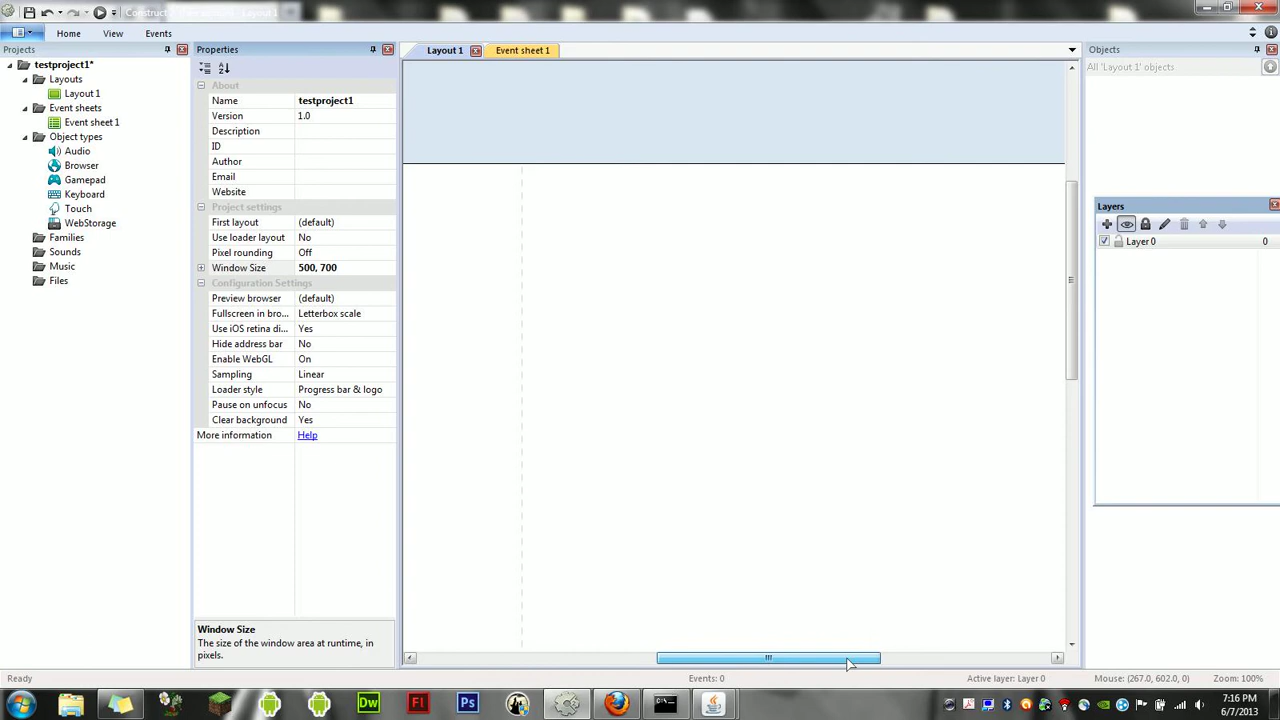 Construct 2 - Layout 1
Home View Events
Projects
testproject1*
Layouts
Layout 1
Event sheets
Event sheet 1
Object types
Audio
Browser
Gamepad
Keyboard
Touch
WebStorage
Families
Sounds
Music
Files
Properties
About
Name testproject1
Version 1.0
Description
ID
Author
Email
Website
Project settings
First layout (default)
Use loader layout No
Pixel rounding Off
Window Size 500, 700
Configuration Settings
Preview browser (default)
Fullscreen in bro... Letterbox scale
Use iOS retina di... Yes
Hide address bar No
Enable WebGL On
Sampling Linear
Loader style Progress bar & logo
Pause on unfocus No
Clear background Yes
More information Help
Window Size
The size of the window area at runtime, in
pixels.
Layout 1 Event sheet 1
Objects
All 'Layout 1' objects
Layers
Layer 0 0
Ready Events: 0 Active layer: Layer 0 Mouse: (267.0, 602.0, 0) Zoom: 100%
Dw Fl Ps
7:16 PM
6/7/2013